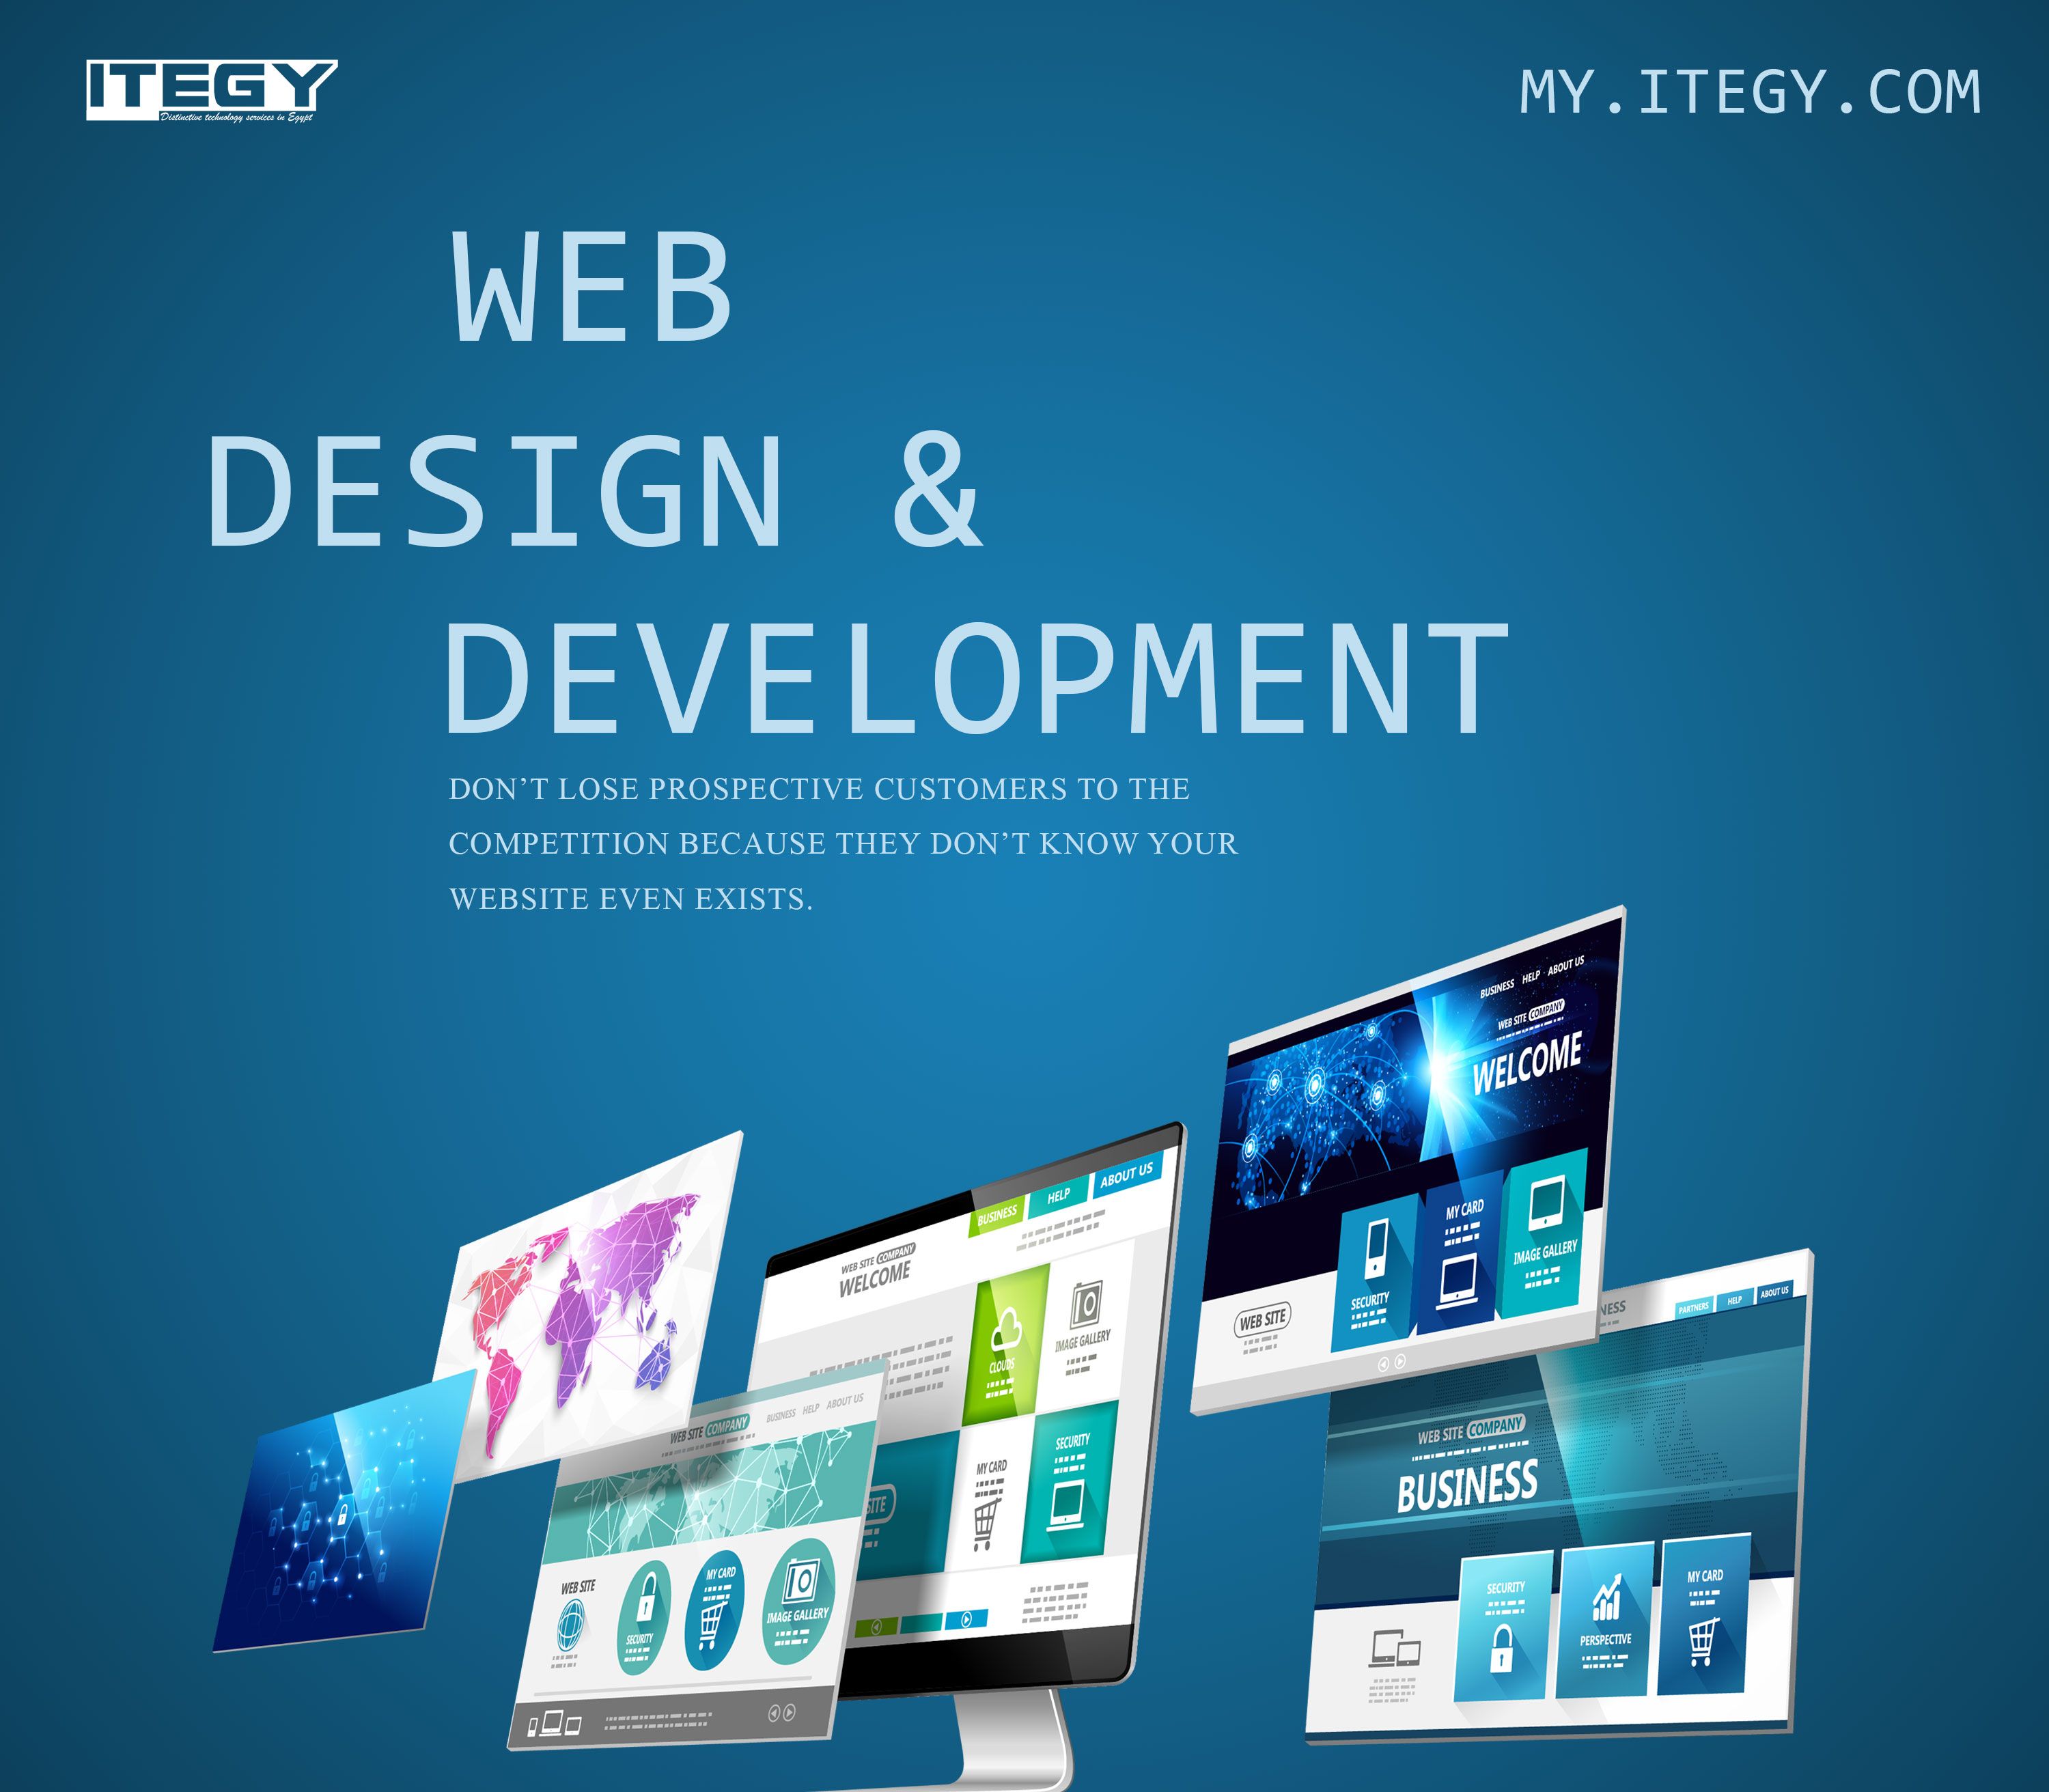 ITEGY
Distinctive technology services in Egypt
MY.ITEGY.COM
WEB
DESIGN &
DEVELOPMENT
DON’T LOSE PROSPECTIVE CUSTOMERS TO THE
COMPETITION BECAUSE THEY DON’T KNOW YOUR
WEBSITE EVEN EXISTS.
BUSINESS HELP ABOUT US
WEB SITE COMPANY
WELCOME
SECURITY
MY CARD
IMAGE GALLERY
WEB SITE
BUSINESS
HELP
ABOUT US
WEB SITE COMPANY
WELCOME
CLOUDS
IMAGE GALLERY
MY CARD
SECURITY
SITE
WEB SITE COMPANY
BUSINESS HELP ABOUT US
WEB SITE
SECURITY
MY CARD
IMAGE GALLERY
NESS
PARTNERS
HELP
ABOUT US
WEB SITE COMPANY
BUSINESS
SECURITY
PERSPECTIVE
MY CARD